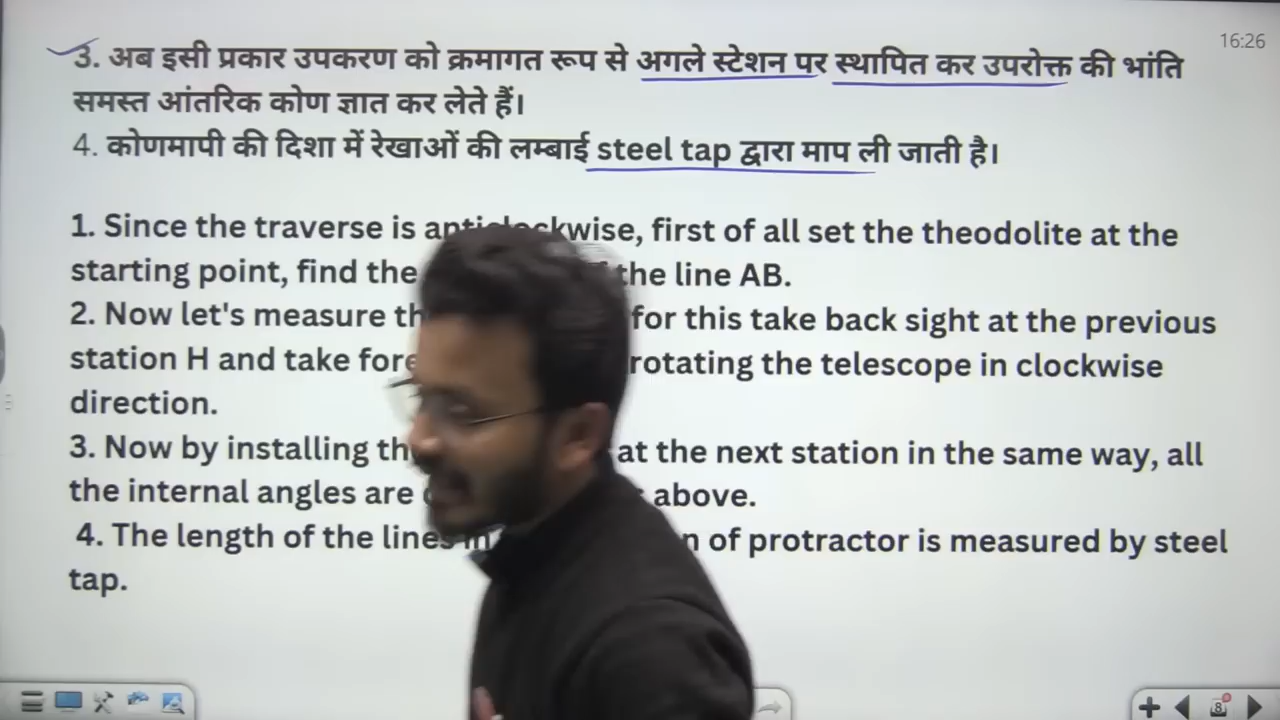 16:26
3. अब इसी प्रकार उपकरण को क्रमागत रूप से अगले स्टेशन पर स्थापित कर उपरोक्त की भांति
समस्त आंतरिक कोण ज्ञात कर लेते हैं।
4. कोणमापी की दिशा में रेखाओं की लम्बाई steel tap द्वारा माप ली जाती है।
1. Since the traverse is anticlockwise, first of all set the theodolite at the
starting point, find the the line AB.
2. Now let's measure for this take back sight at the previous
station H and take rotating the telescope in clockwise
direction.
3. Now by installing at the next station in the same way, all
the internal angles are above.
4. The length of the lines of protractor is measured by steel
tap.
8